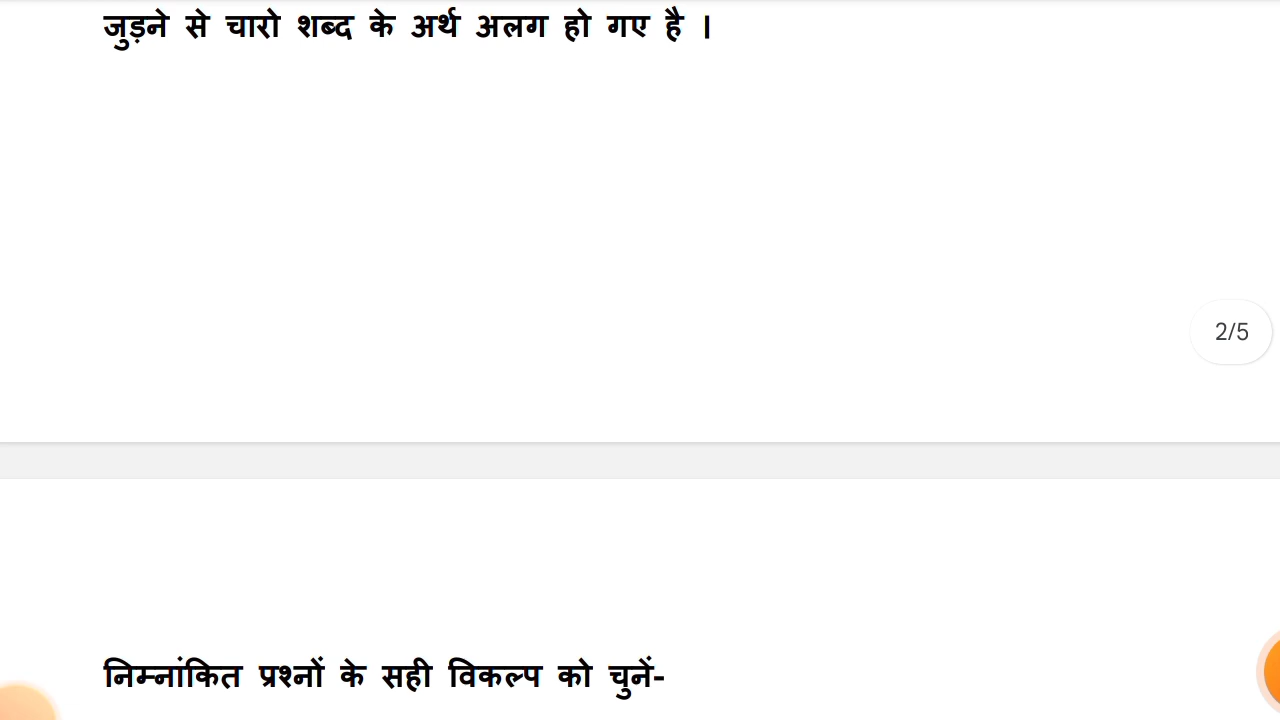 जुड़ने से चारो शब्द के अर्थ अलग हो गए है ।
2/5
निम्नांकित प्रश्नों के सही विकल्प को चुनें-